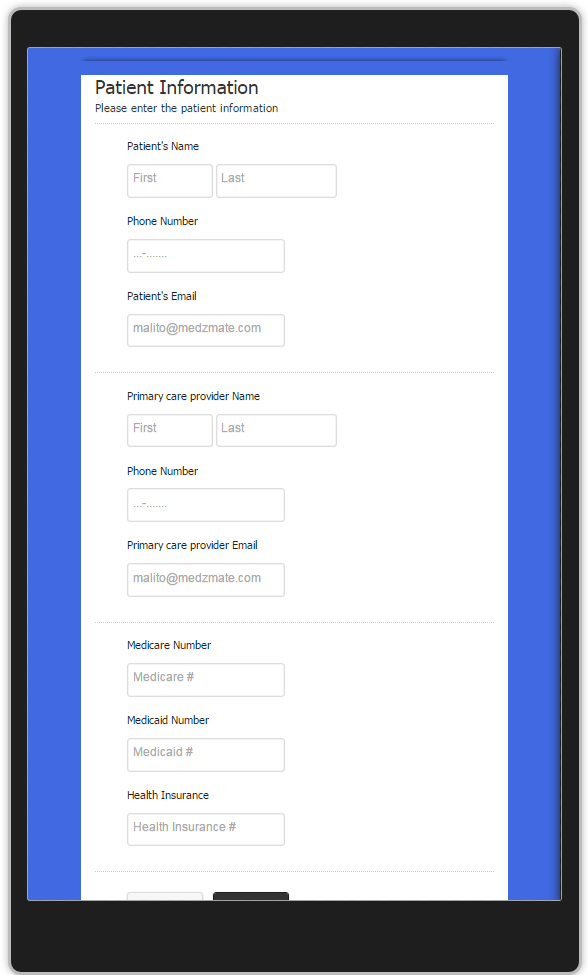 Patient Information
Please enter the patient information
Patient's Name
First Last
Phone Number
...-.......
Patient's Email
malito@medzmate.com
Primary care provider Name
First Last
Phone Number
...-.......
Primary care provider Email
malito@medzmate.com
Medicare Number
Medicare #
Medicaid Number
Medicaid #
Health Insurance
Health Insurance #